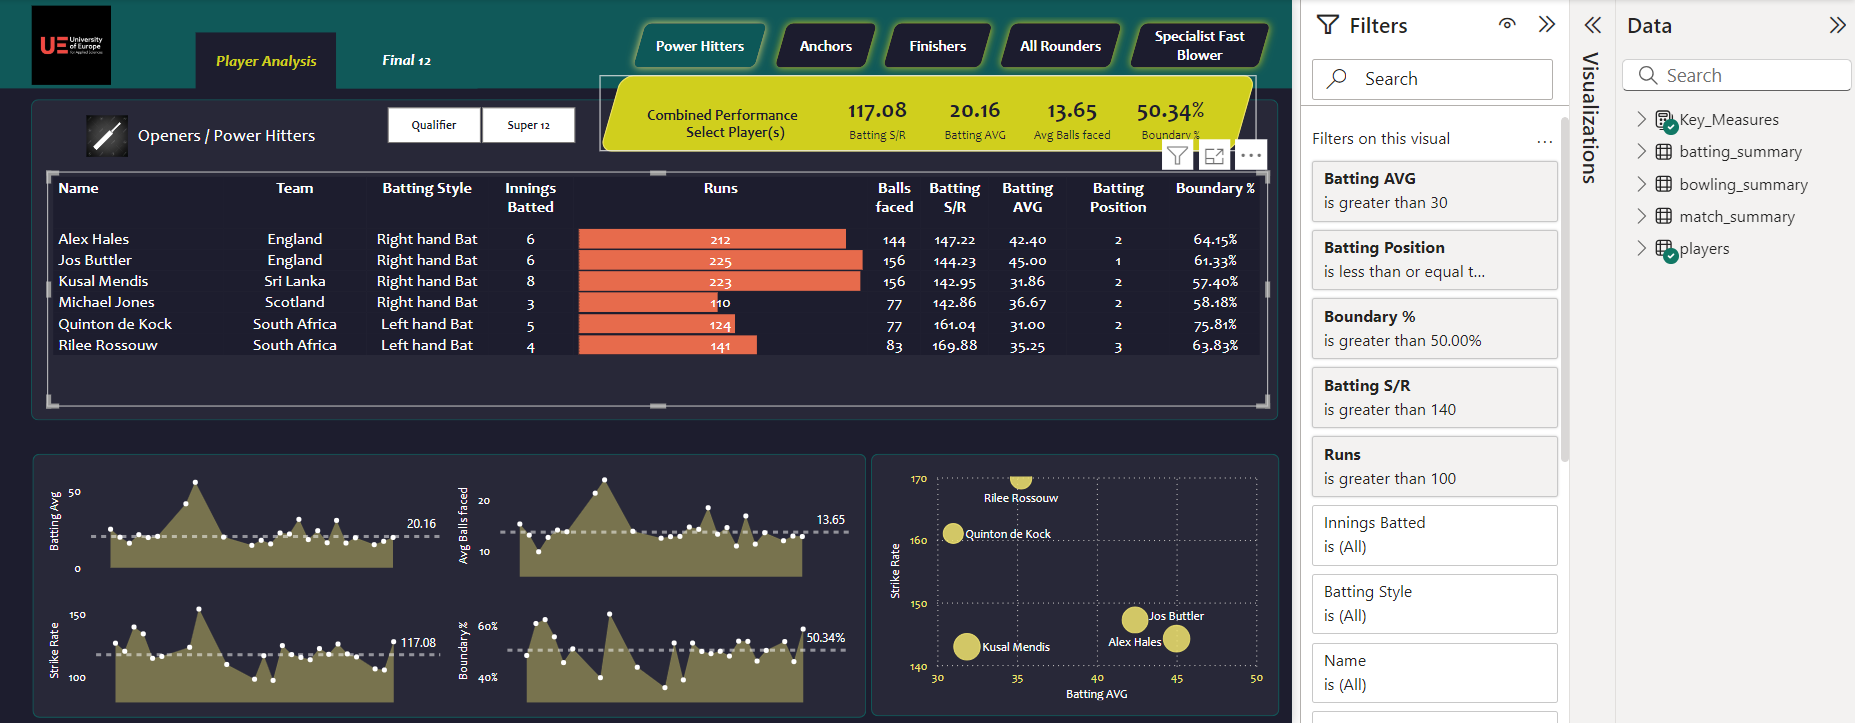 UE University
of Europe
for Applied Sciences
Player Analysis
Final 12
Power Hitters
Anchors
Finishers
All Rounders
Specialist Fast
Blower
Openers / Power Hitters
Qualifier
Super 12
Combined Performance
Select Player(s)
117.08
Batting S/R
20.16
Batting AVG
13.65
Avg Balls faced
50.34%
Boundary %
Name Team Batting Style Innings Batted Runs Balls faced Batting S/R Batting AVG Batting Position Boundary %
Alex Hales England Right hand Bat 6 212 144 147.22 42.40 2 64.15%
Jos Buttler England Right hand Bat 6 225 156 144.23 45.00 1 61.33%
Kusal Mendis Sri Lanka Right hand Bat 8 223 156 142.95 31.86 2 57.40%
Michael Jones Scotland Right hand Bat 3 110 77 142.86 36.67 2 58.18%
Quinton de Kock South Africa Left hand Bat 5 124 77 161.04 31.00 2 75.81%
Rilee Rossouw South Africa Left hand Bat 4 141 83 169.88 35.25 3 63.83%
Batting Avg
50
0
20.16
Avg Balls faced
20
10
13.65
Strike Rate
150
100
117.08
Boundary %
60%
40%
50.34%
Strike Rate
170
160
150
140
Rilee Rossouw
Quinton de Kock
Jos Buttler
Alex Hales
Kusal Mendis
30 35 40 45 50
Batting AVG
Filters
Search
Filters on this visual
...
Batting AVG
is greater than 30
Batting Position
is less than or equal t...
Boundary %
is greater than 50.00%
Batting S/R
is greater than 140
Runs
is greater than 100
Innings Batted
is (All)
Batting Style
is (All)
Name
is (All)
Visualizations
Data
Search
Key_Measures
batting_summary
bowling_summary
match_summary
players